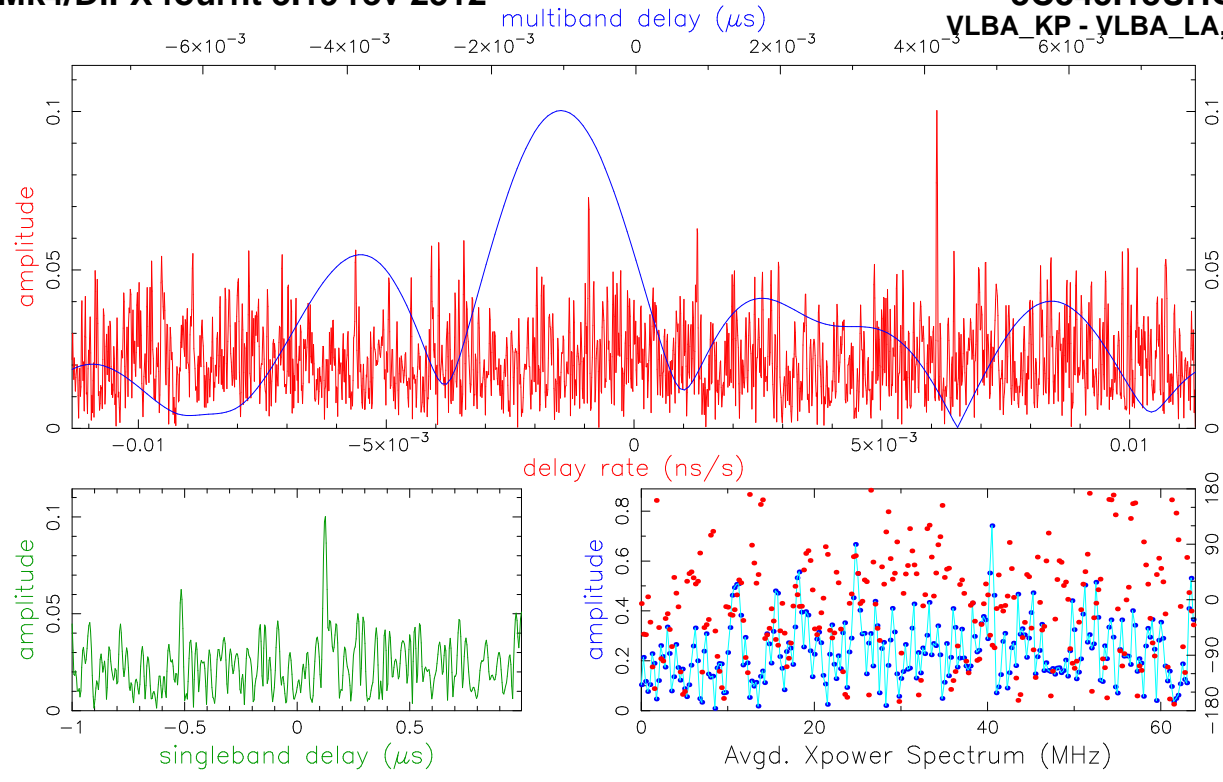 multiband delay (μs)
VLBA_KP - VLBA_LA,
−6×10⁻³ −4×10⁻³ −2×10⁻³ 0 2×10⁻³ 4×10⁻³ 6×10⁻³
0.1 0.1
0.05 0.05
0 0
amplitude
−0.01 −5×10⁻³ 0 5×10⁻³ 0.01
delay rate (ns/s)
0.1
0.05
0
amplitude
−1 −0.5 0 0.5
singleband delay (μs)
0.8
0.6
0.4
0.2
0
amplitude
180
90
0
−90
−180
0 20 40 60
Avgd. Xpower Spectrum (MHz)